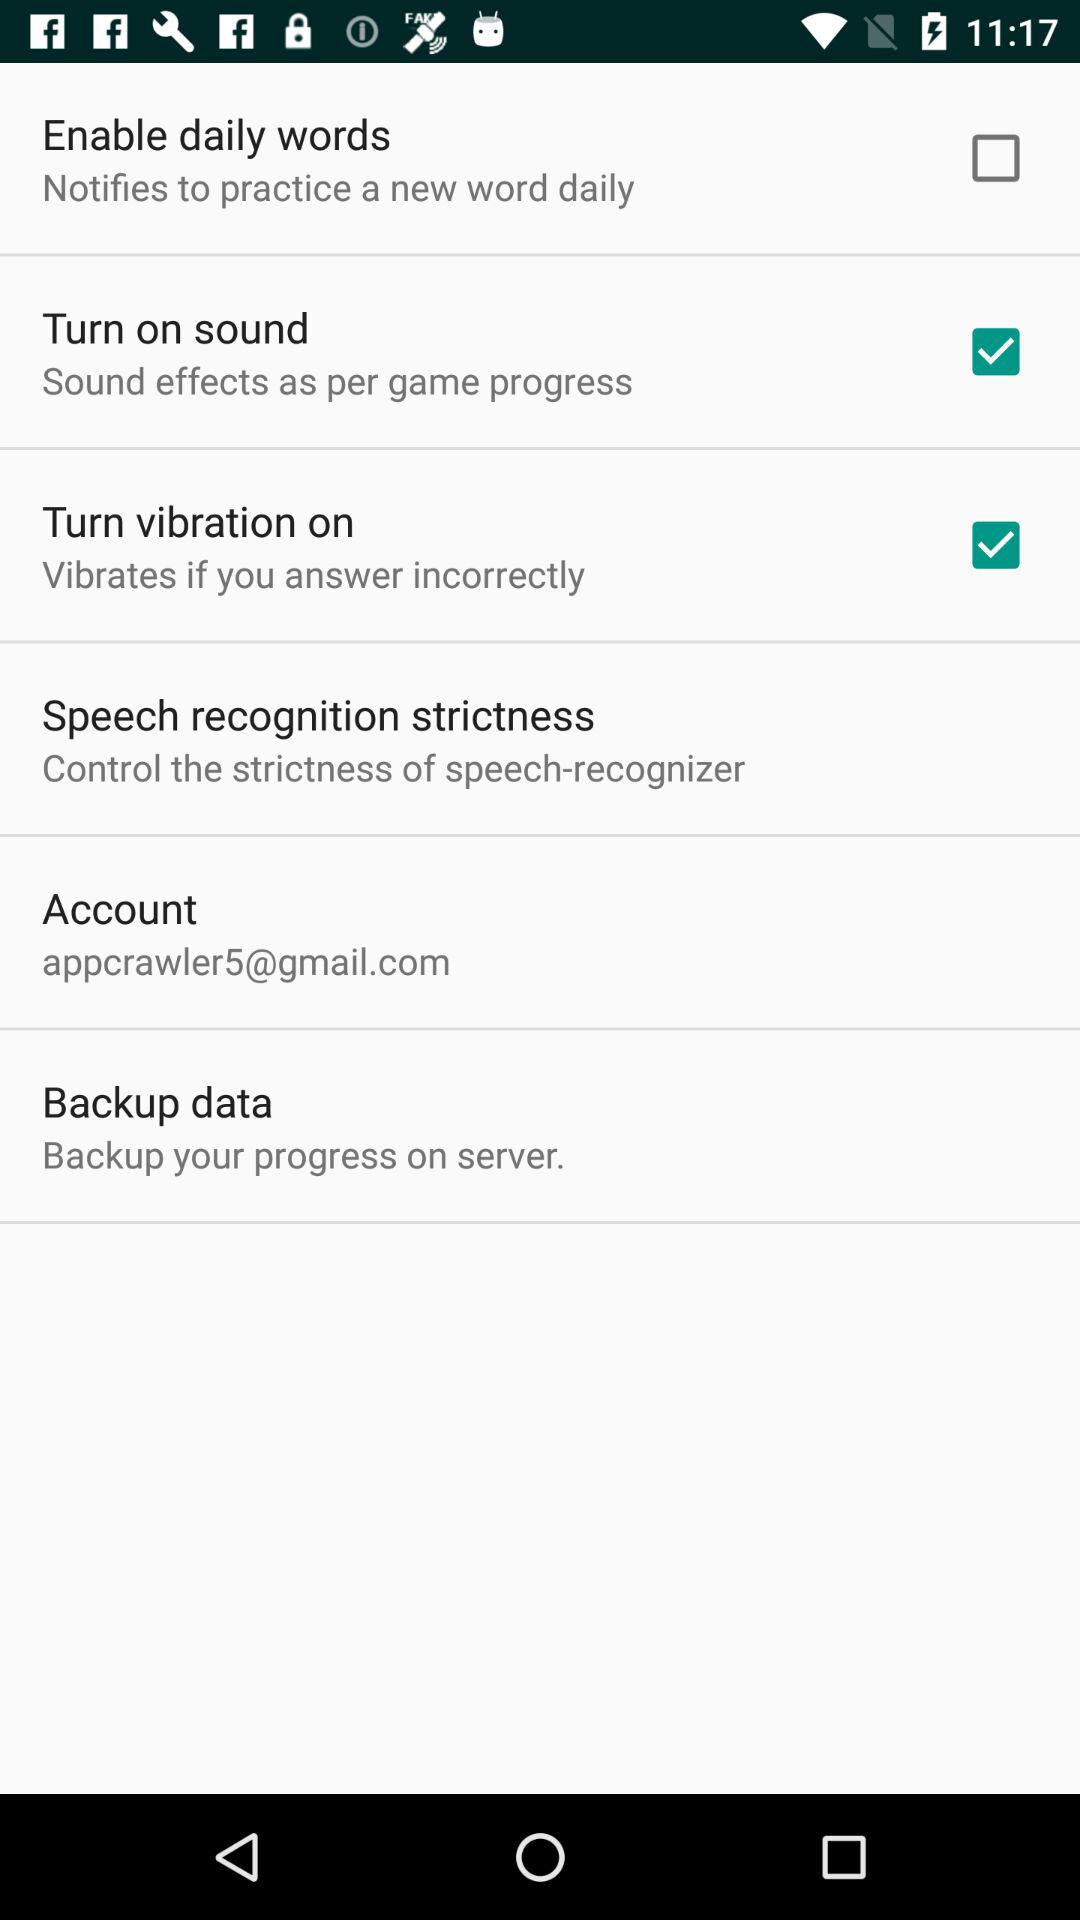 FAKE 11:17
Enable daily words
Notifies to practice a new word daily
Turn on sound
Sound effects as per game progress
Turn vibration on
Vibrates if you answer incorrectly
Speech recognition strictness
Control the strictness of speech-recognizer
Account
appcrawler5@gmail.com
Backup data
Backup your progress on server.